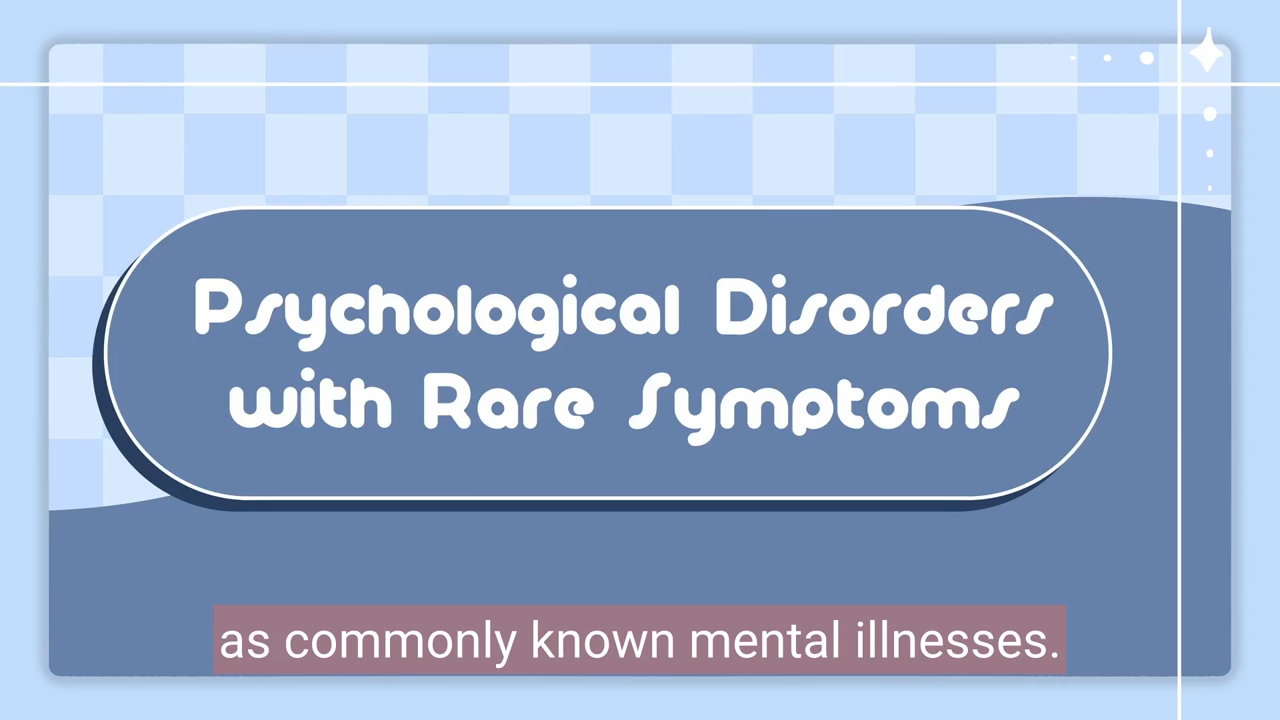 Psychological Disorders
with Rare Symptoms
as commonly known mental illnesses.